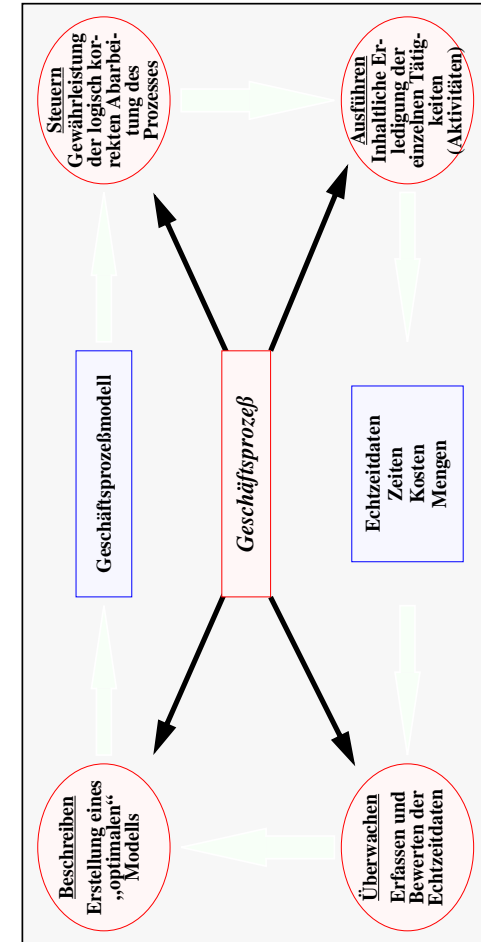 Beschreiben
Erstellung eines
„optimalen“
Modells
Geschäftsprozeßmodell
Steuern
Gewährleistung
der logisch kor-
rekten Abarbei-
tung des
Prozesses
Geschäftsprozeß
Überwachen
Erfassen und
Bewerten der
Echtzeitdaten
Echtzeitdaten
Zeiten
Kosten
Mengen
Ausführen
Inhaltliche Er-
ledigung der
einzelnen Tätig-
keiten
(Aktivitäten)